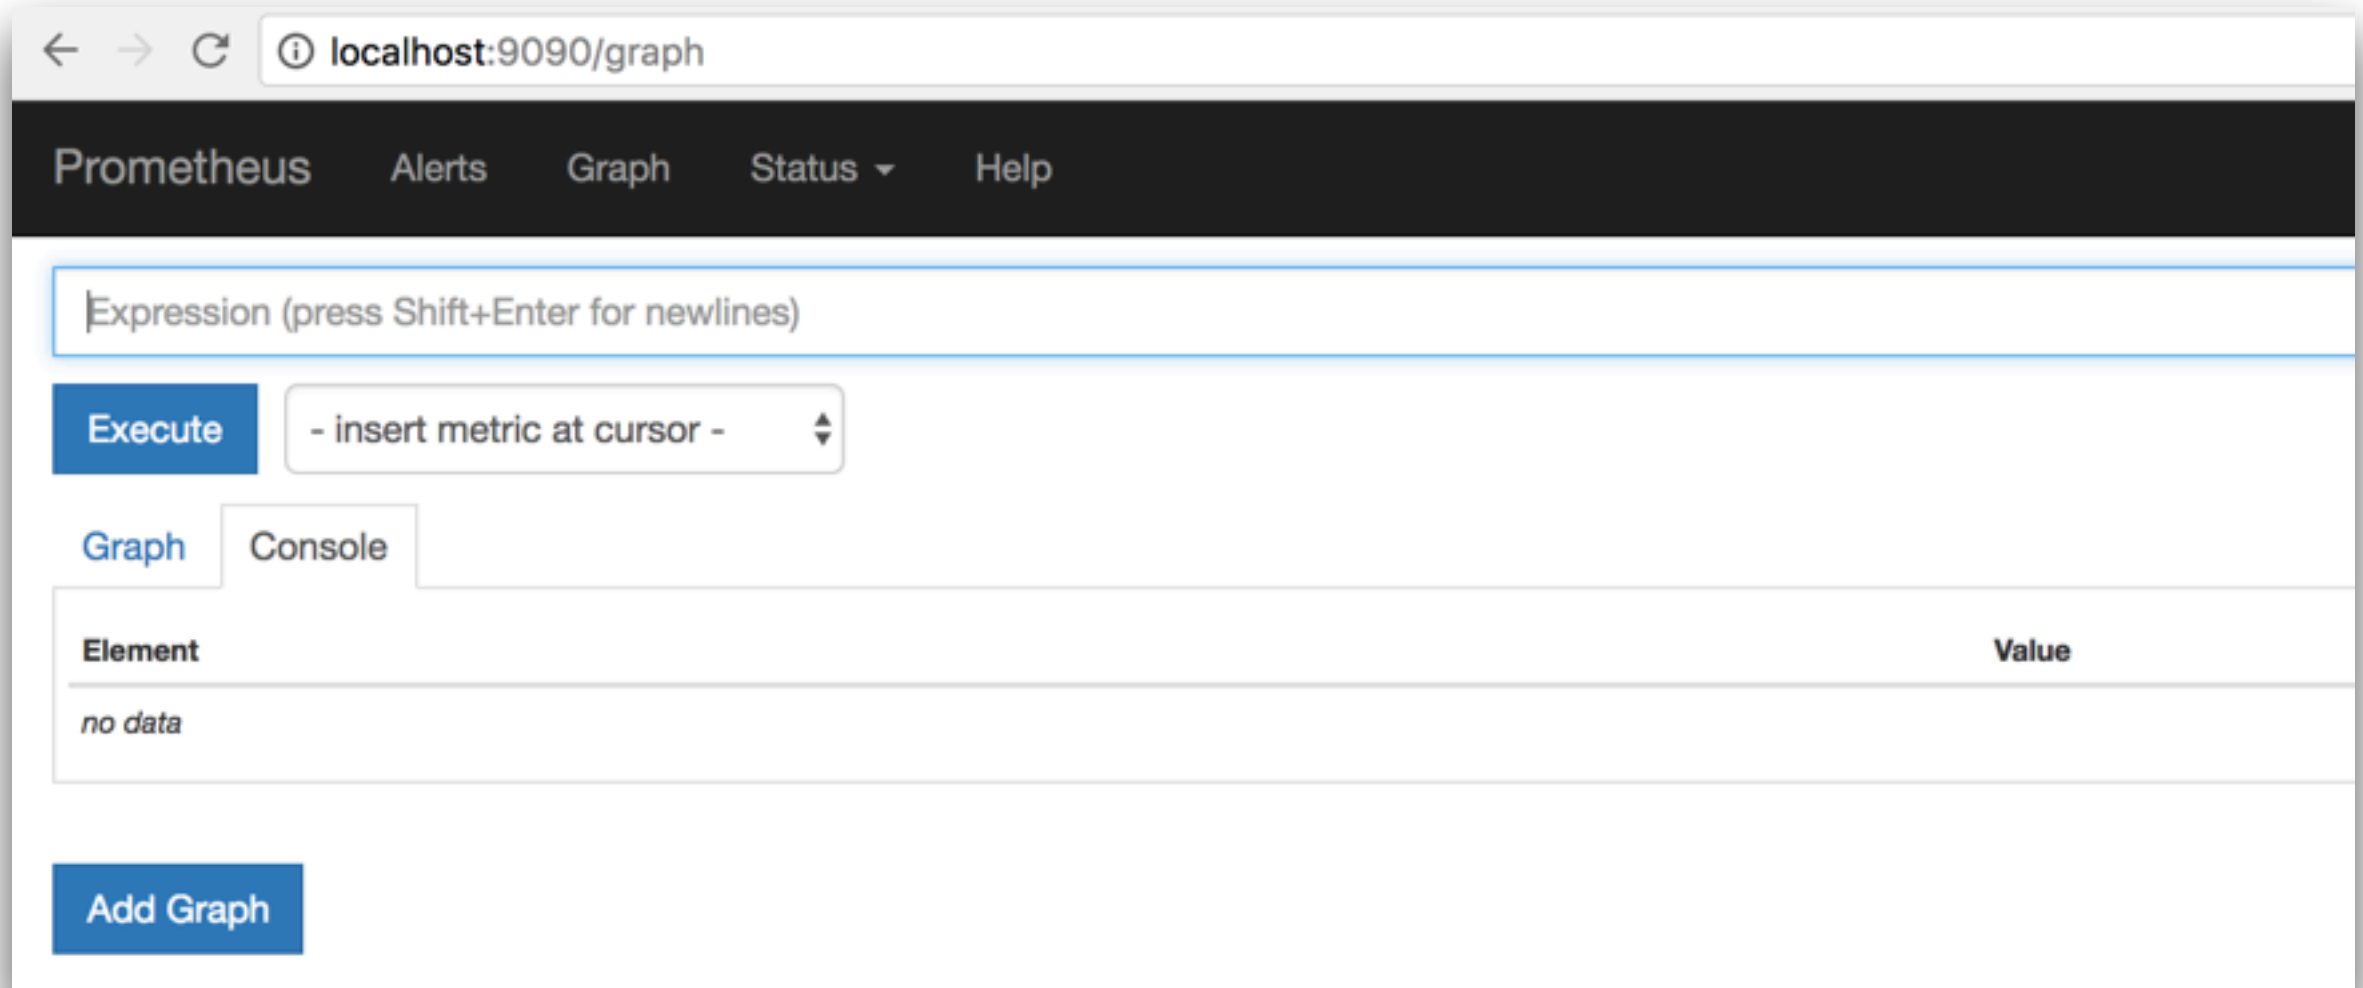 localhost:9090/graph
Prometheus Alerts Graph Status Help
Expression (press Shift+Enter for newlines)
Execute - insert metric at cursor -
Graph Console
Element Value
no data
Add Graph